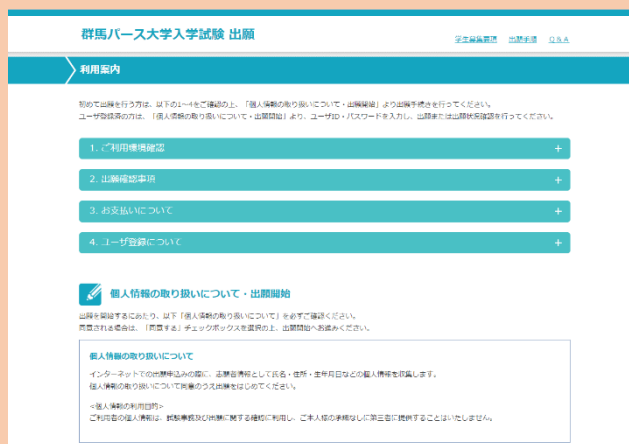 群馬パース大学入学試験 出願
学生募集要項 出願手順 Q&A
利用案内
初めて出願を行う方は、以下の1~4をご確認の上、「個人情報の取り扱いについて・出願開始」より出願手続きを行ってください。
ユーザ登録済の方は、「個人情報の取り扱いについて・出願開始」より、ユーザID・パスワードを入力し、出願または出願状況確認を行ってください。
1. ご利用環境確認 +
2. 出願確認事項 +
3. お支払いについて +
4. ユーザ登録について +
個人情報の取り扱いについて・出願開始
出願を開始するにあたり、以下「個人情報の取り扱いについて」を必ずご確認ください。
同意される場合は、「同意する」チェックボックスを選択の上、出願開始へお進みください。
個人情報の取り扱いについて
インターネットでの出願申込みの際に、志願者情報として氏名・住所・生年月日などの個人情報を収集します。
個人情報の取り扱いについて同意のうえ出願をはじめてください。
<個人情報の利用目的>
ご利用者の個人情報は、試験事務及び出願に関する確認に利用し、ご本人様の承諾なしに第三者に提供することはいたしません。